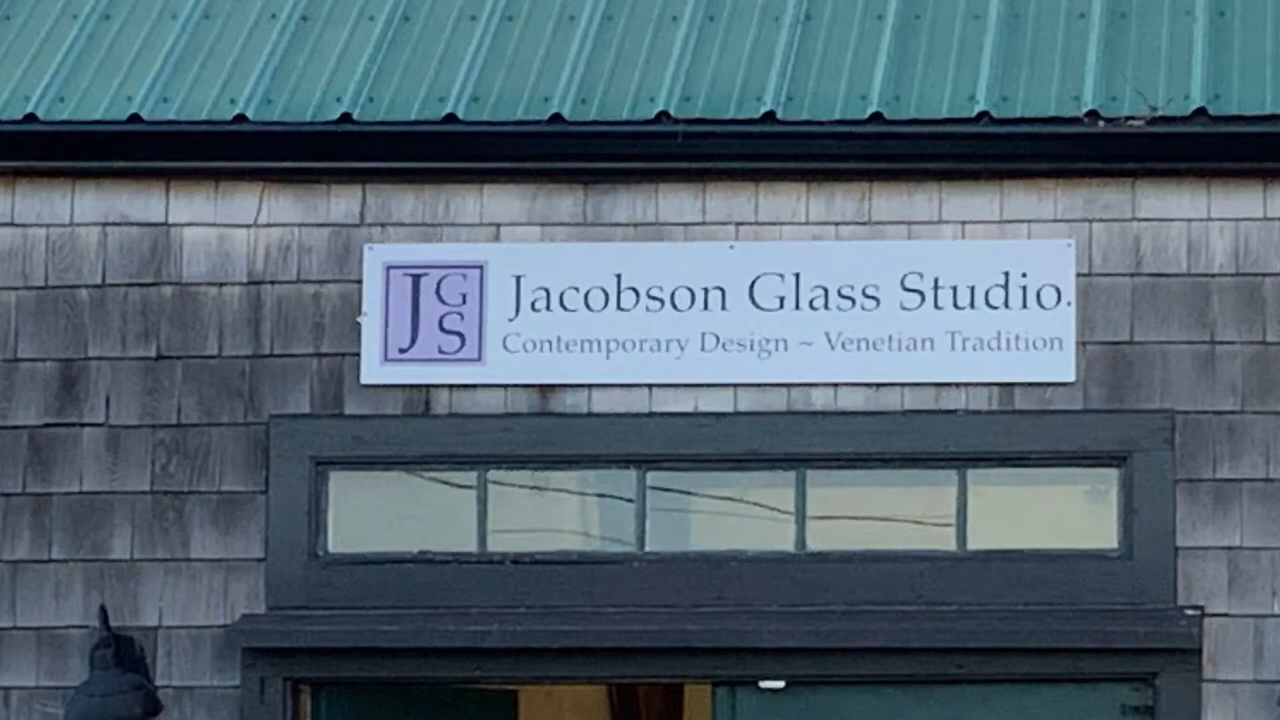 JGS
Jacobson Glass Studio.
Contemporary Design ~ Venetian Tradition